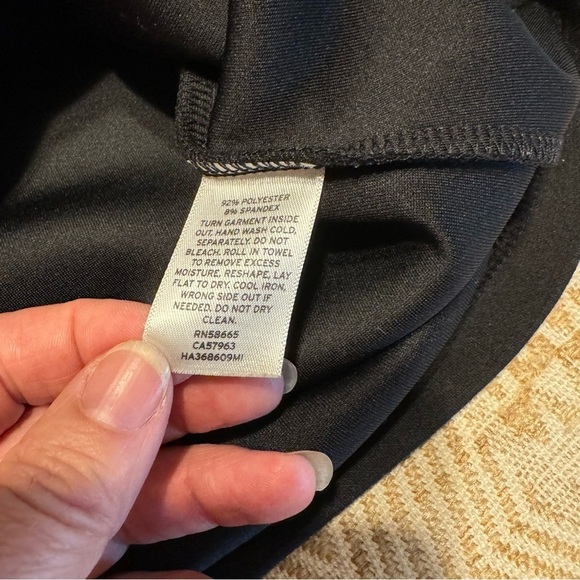 92% POLYESTER
8% SPANDEX
TURN GARMENT INSIDE
OUT, HAND WASH COLD,
SEPARATELY. DO NOT
BLEACH. ROLL IN TOWEL
TO REMOVE EXCESS
MOISTURE, RESHAPE, LAY
FLAT TO DRY. COOL IRON,
WRONG SIDE OUT IF
NEEDED. DO NOT DRY
CLEAN.
RN58665
CA57963
HA368609MI